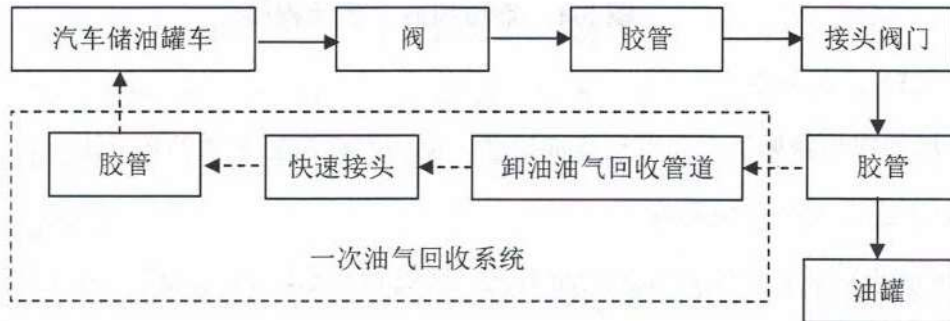 汽车储油罐车
阀
胶管
接头阀门
胶管
快速接头
卸油油气回收管道
胶管
一次油气回收系统
油罐